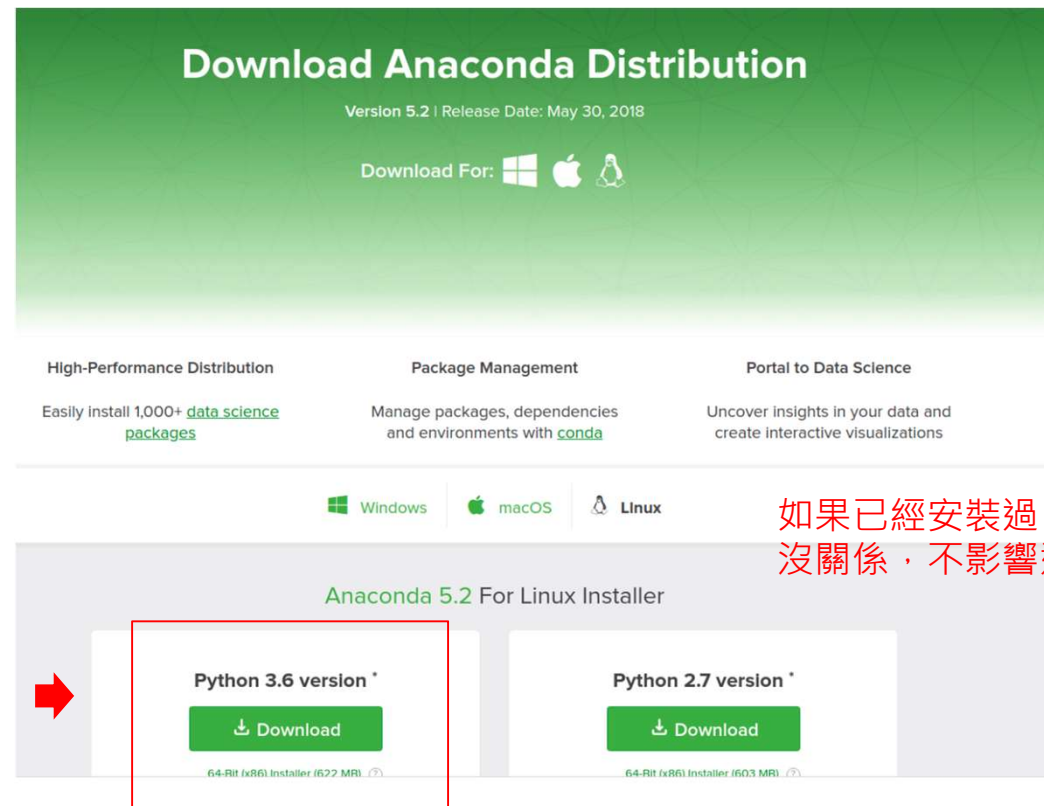 Download Anaconda Distribution
Version 5.2 | Release Date: May 30, 2018
Download For:
High-Performance Distribution
Easily install 1,000+ data science
packages
Package Management
Manage packages, dependencies
and environments with conda
Portal to Data Science
Uncover insights in your data and
create interactive visualizations
Windows
macOS
Linux
如果已經安裝過
沒關係，不影響
Anaconda 5.2 For Linux Installer
Python 3.6 version *
Download
64-Bit (x86) Installer (622 MB) ?
Python 2.7 version *
Download
64-Bit (x86) Installer (603 MB) ?